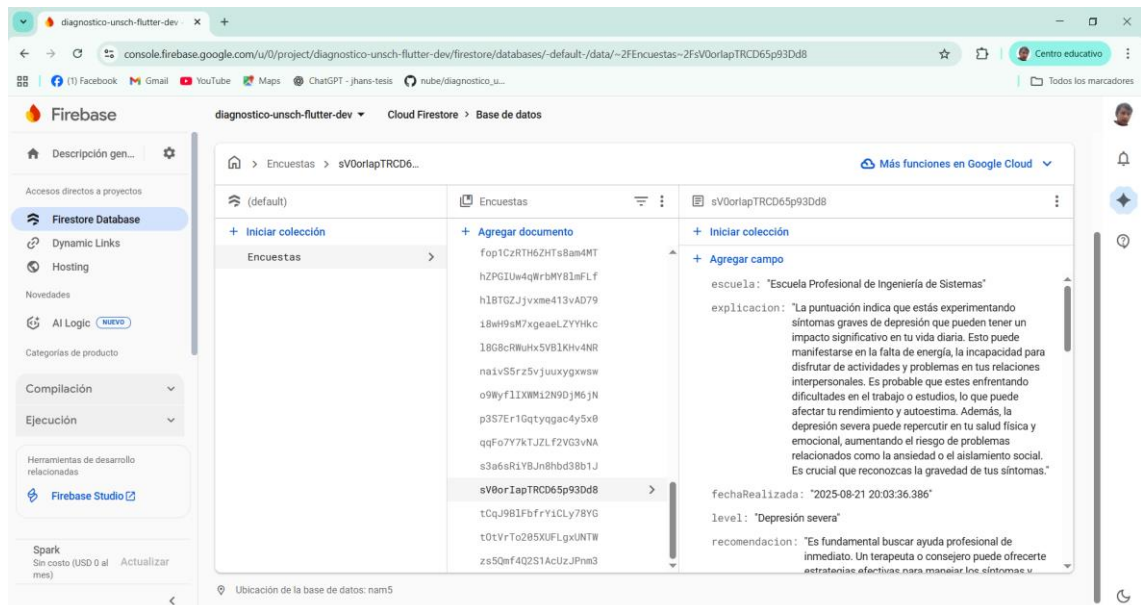 diagnostico-unsch-flutter-dev
console.firebase.google.com/u/0/project/diagnostico-unsch-flutter-dev/firestore/databases/-default-/data/~2FEncuestas~2FsV0orIapTRCD65p93Dd8
Centro educativo
(1) Facebook
Gmail
YouTube
Maps
ChatGPT - jhans-tesis
nube/diagnostico_u...
Todos los marcadores
Firebase
diagnostico-unsch-flutter-dev
Cloud Firestore > Base de datos
Descripción gen...
Accesos directos a proyectos
Firestore Database
Dynamic Links
Hosting
Novedades
AI Logic NUEVO
Categorías de producto
Compilación
Ejecución
Herramientas de desarrollo
relacionadas
Firebase Studio
Spark
Sin costo (USD 0 al
mes)
Actualizar
> Encuestas > sV0orIapTRCD6...
Más funciones en Google Cloud
(default)
+ Iniciar colección
Encuestas >
Encuestas
+ Agregar documento
fop1CzRTH6ZHTs8am4MT
hZPGIUw4qWrbMY8lmFLf
hlBTGZJjvxme413vAD79
i8wH9sM7xgeaeLZYYHkc
l8G8cRWuHx5VBlKHv4NR
naivS5rz5vjuuxygxwsw
o9WyflIXWMi2N9DjM6jN
p3S7Er1Gqtyqgac4y5x0
qqFo7Y7kTJZLf2VG3vNA
s3a6sRiYBJn8hbd38b1J
sV0orIapTRCD65p93Dd8 >
tCqJ9BlFbfrYiCLy78YG
tOtVrTo205XUFLgxUNTW
zs5Qmf4Q2S1AcUzJPnm3
sV0orIapTRCD65p93Dd8
+ Iniciar colección
+ Agregar campo
escuela: "Escuela Profesional de Ingeniería de Sistemas"
explicacion: "La puntuación indica que estás experimentando
síntomas graves de depresión que pueden tener un
impacto significativo en tu vida diaria. Esto puede
manifestarse en la falta de energía, la incapacidad para
disfrutar de actividades y problemas en tus relaciones
interpersonales. Es probable que estes enfrentando
dificultades en el trabajo o estudios, lo que puede
afectar tu rendimiento y autoestima. Además, la
depresión severa puede repercutir en tu salud física y
emocional, aumentando el riesgo de problemas
relacionados como la ansiedad o el aislamiento social.
Es crucial que reconozcas la gravedad de tus síntomas."
fechaRealizada: "2025-08-21 20:03:36.386"
level: "Depresión severa"
recomendacion: "Es fundamental buscar ayuda profesional de
inmediato. Un terapeuta o consejero puede ofrecerte
estrategias efectivas para manejar los síntomas y
Ubicación de la base de datos: nam5